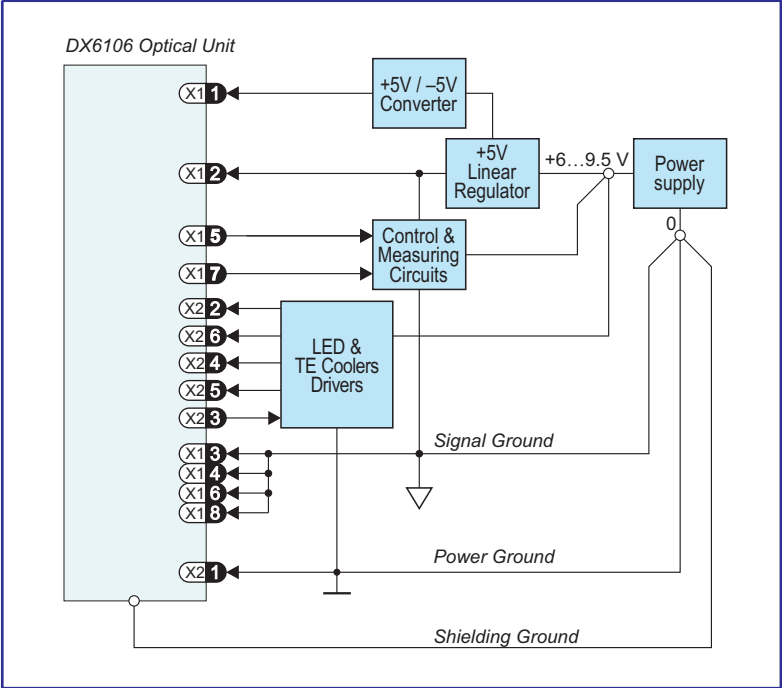 DX6106 Optical Unit
X1 1
+5V / –5V
Converter
X1 2
+5V
Linear
Regulator
+6...9.5 V
Power
supply
0
X1 5
Control &
Measuring
Circuits
X1 7
X2 2
X2 6
X2 4
X2 5
X2 3
LED &
TE Coolers
Drivers
Signal Ground
X1 3
X1 4
X1 6
X1 8
Power Ground
X2 1
Shielding Ground